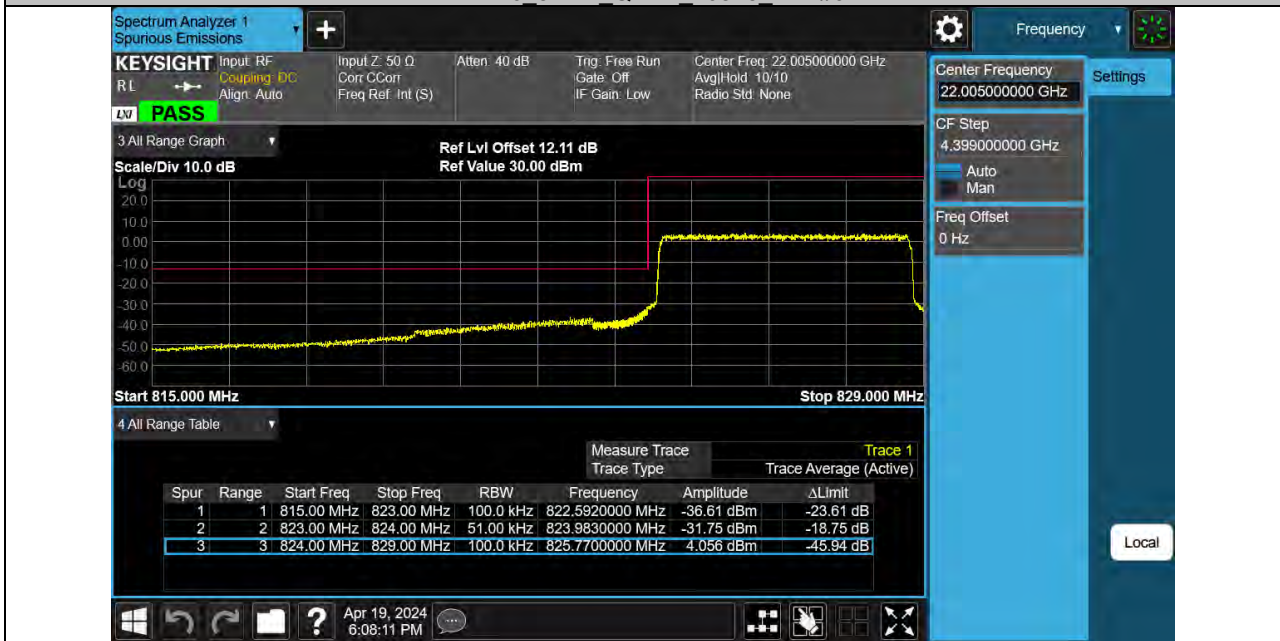 Spectrum Analyzer 1
Spurious Emissions
Frequency
KEYSIGHT
RL
LXI
PASS
Input: RF
Coupling: DC
Align: Auto
Input Z: 50 Ω
Corr CCorr
Freq Ref: Int (S)
Atten: 40 dB
Trig: Free Run
Gate: Off
IF Gain: Low
Center Freq: 22.005000000 GHz
Avg|Hold: 10/10
Radio Std: None
Center Frequency
22.005000000 GHz
Settings
CF Step
4.399000000 GHz
Auto
Man
Freq Offset
0 Hz
3 All Range Graph
Scale/Div 10.0 dB
Ref Lvl Offset 12.11 dB
Ref Value 30.00 dBm
Log
20.0
10.0
0.00
-10.0
-20.0
-30.0
-40.0
-50.0
-60.0
Start 815.000 MHz
Stop 829.000 MHz
4 All Range Table
Measure Trace Trace 1
Trace Type Trace Average (Active)
Spur Range Start Freq Stop Freq RBW Frequency Amplitude ΔLimit
1 1 815.00 MHz 823.00 MHz 100.0 kHz 822.5920000 MHz -36.61 dBm -23.61 dB
2 2 823.00 MHz 824.00 MHz 51.00 kHz 823.9830000 MHz -31.75 dBm -18.75 dB
3 3 824.00 MHz 829.00 MHz 100.0 kHz 825.7700000 MHz 4.056 dBm -45.94 dB
Local
Apr 19, 2024
6:08:11 PM